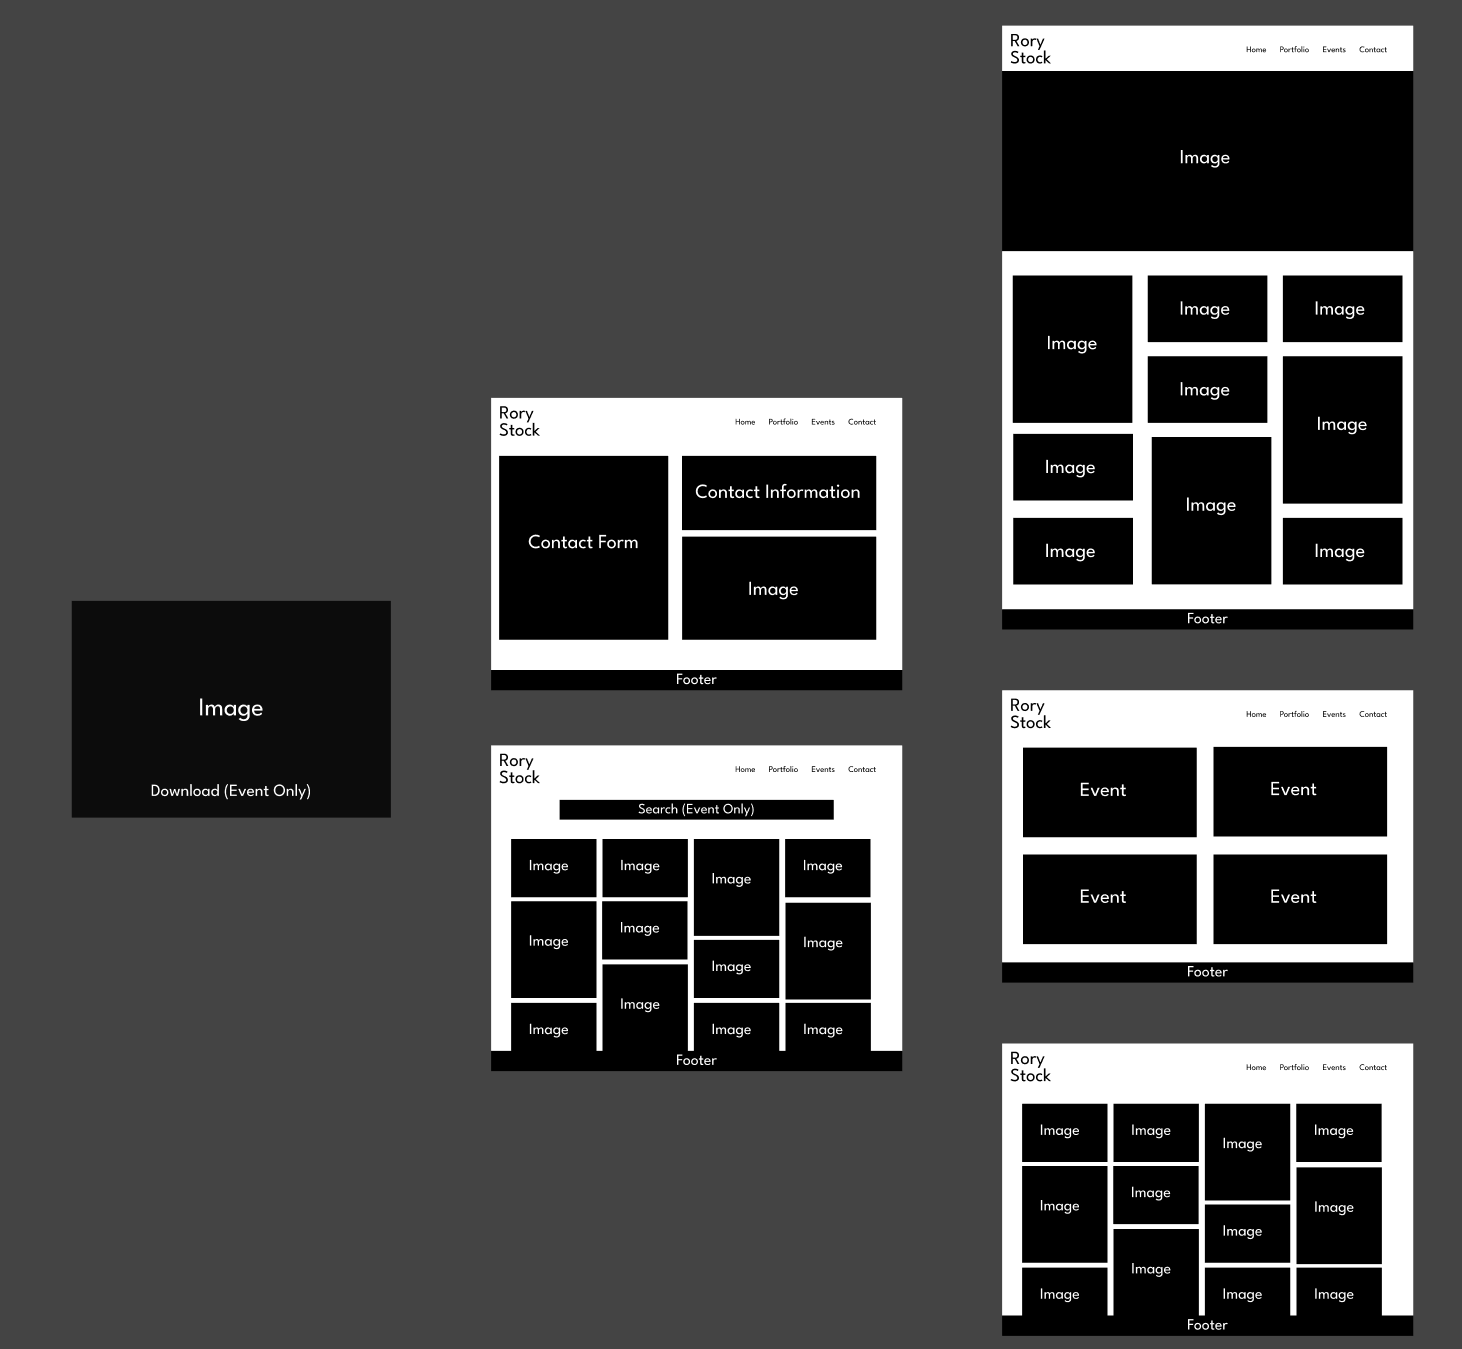 Image
Download (Event Only)
Rory
Stock
Home Portfolio Events Contact
Contact Form
Contact Information
Image
Footer
Rory
Stock
Home Portfolio Events Contact
Search (Event Only)
Image Image Image Image
Image Image Image Image
Image Image Image Image
Footer
Rory
Stock
Home Portfolio Events Contact
Image
Image Image Image
Image
Image
Image
Image
Image
Image
Footer
Rory
Stock
Home Portfolio Events Contact
Event Event
Event Event
Footer
Rory
Stock
Home Portfolio Events Contact
Image Image Image Image
Image Image Image Image
Image Image Image Image
Footer